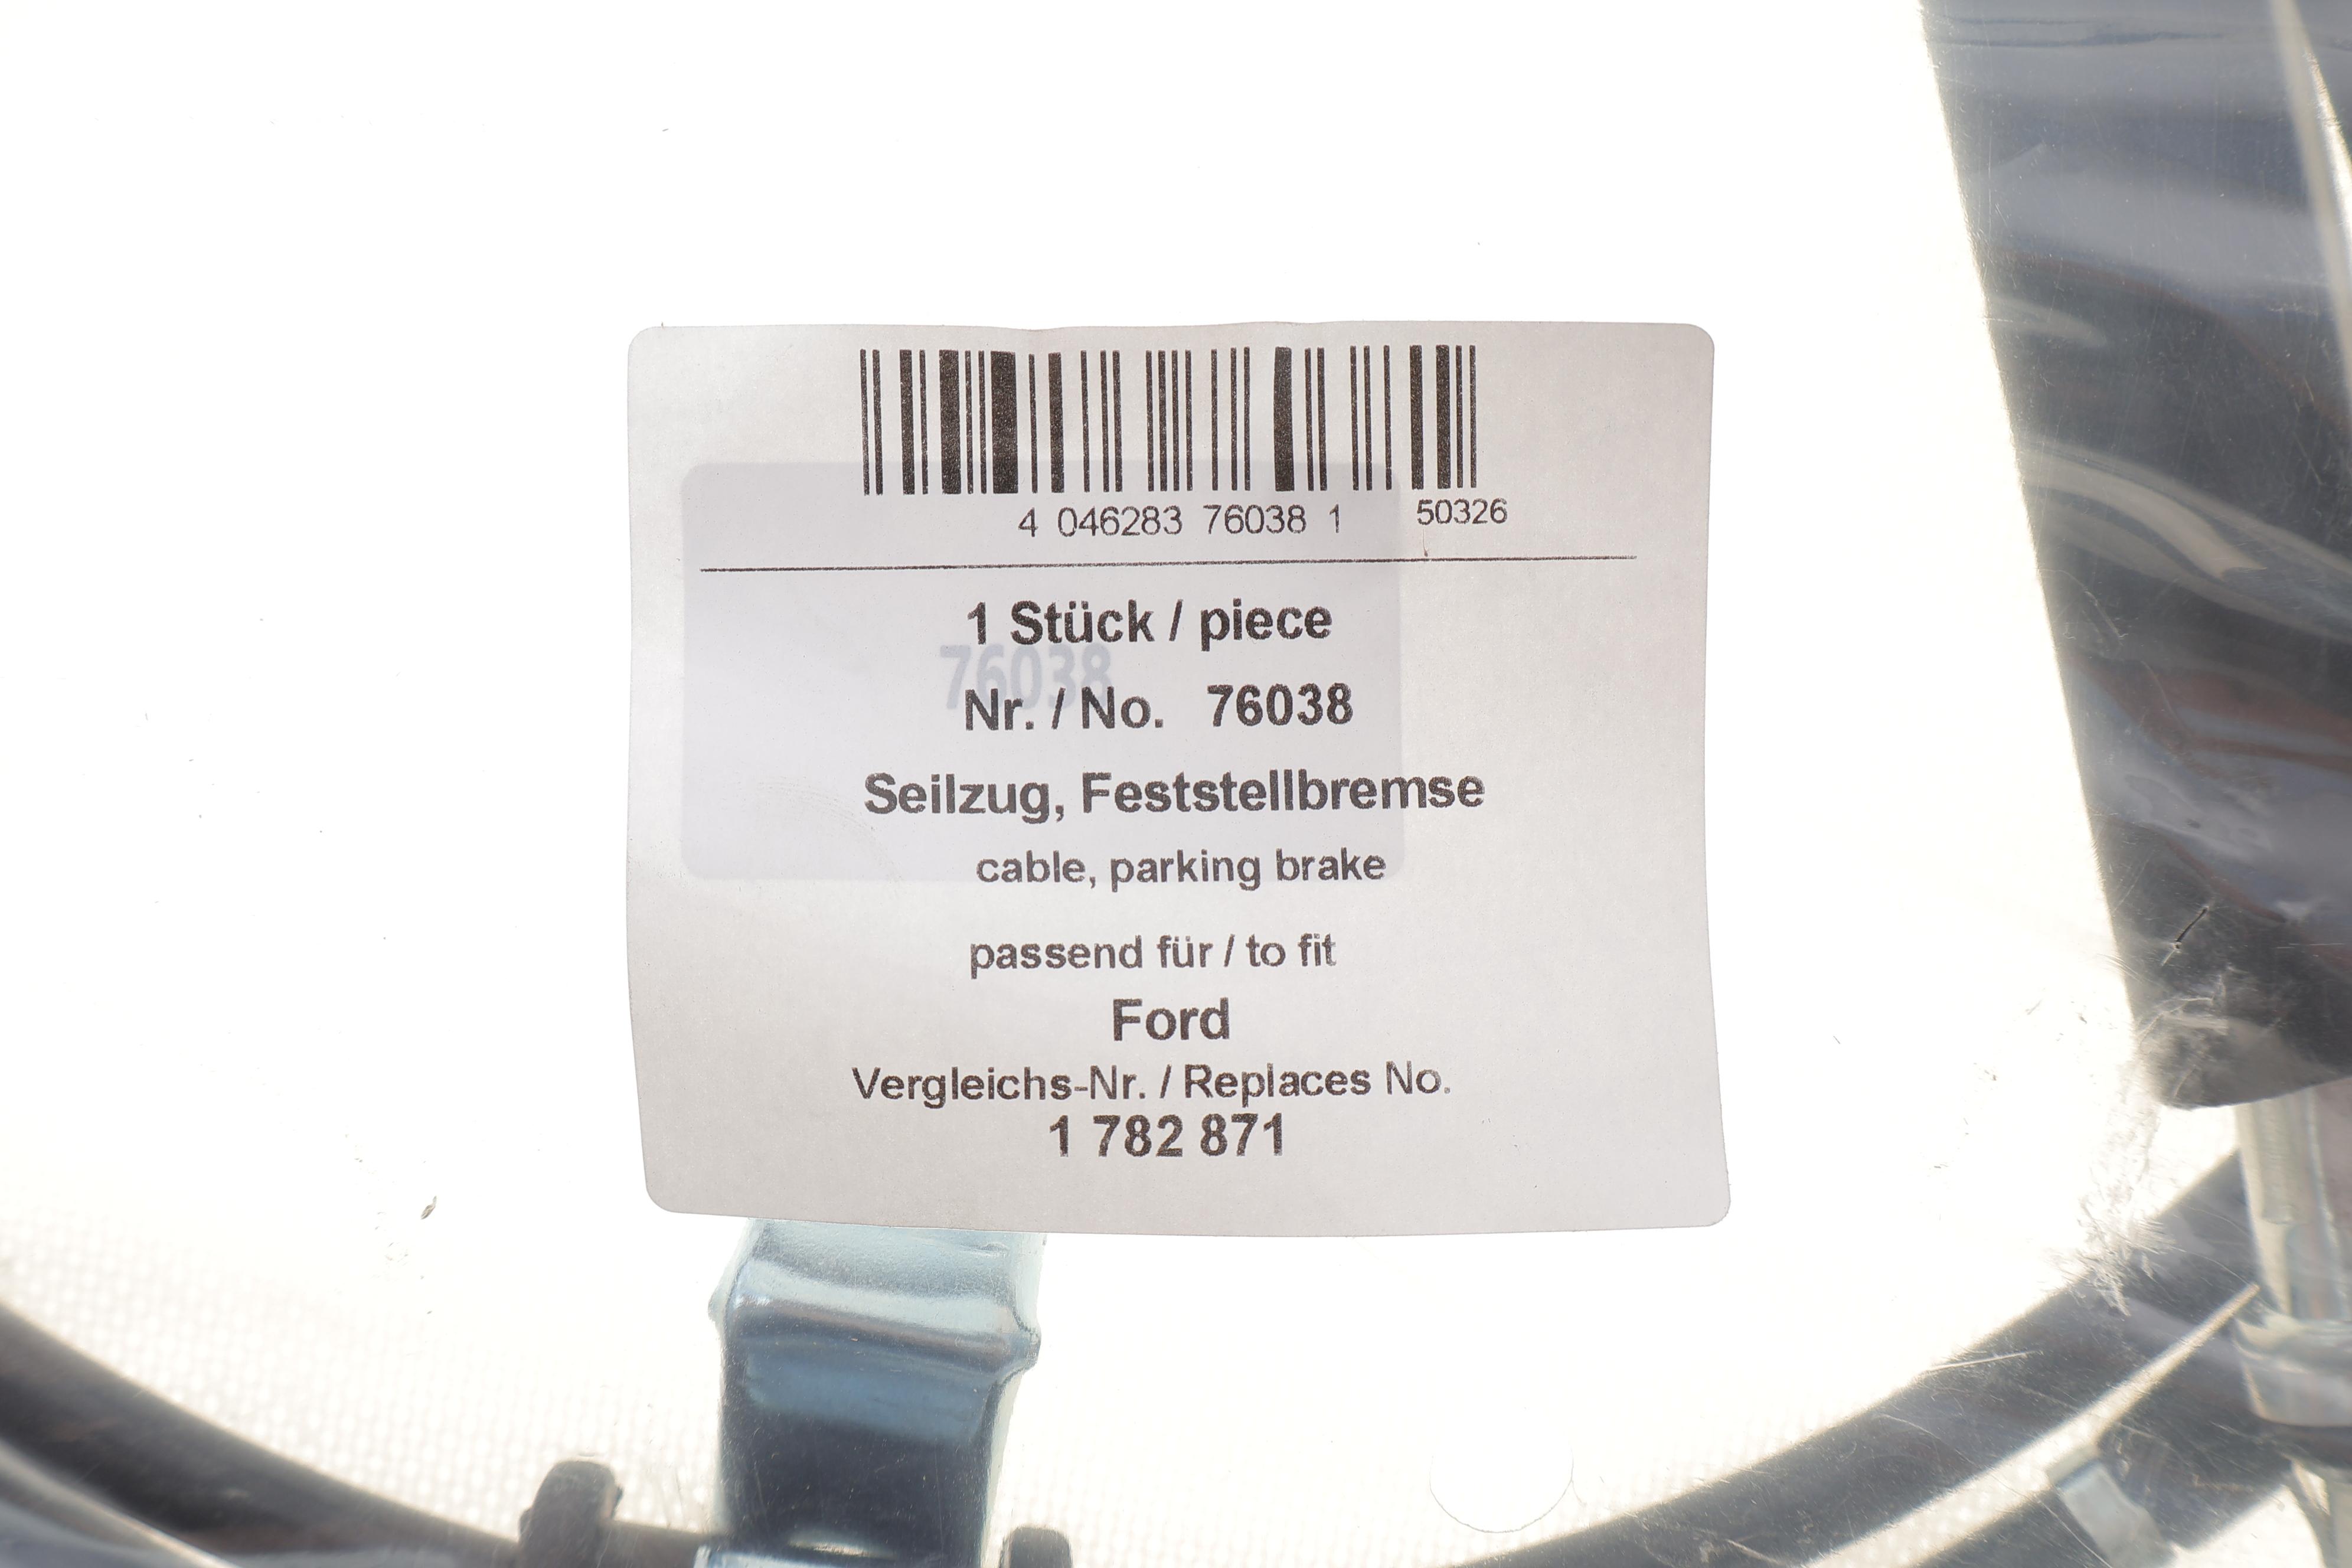 4 046283 76038 1 50326
1 Stück / piece
76038
Nr. / No. 76038
Seilzug, Feststellbremse
cable, parking brake
passend für / to fit
Ford
Vergleichs-Nr. / Replaces No.
1 782 871